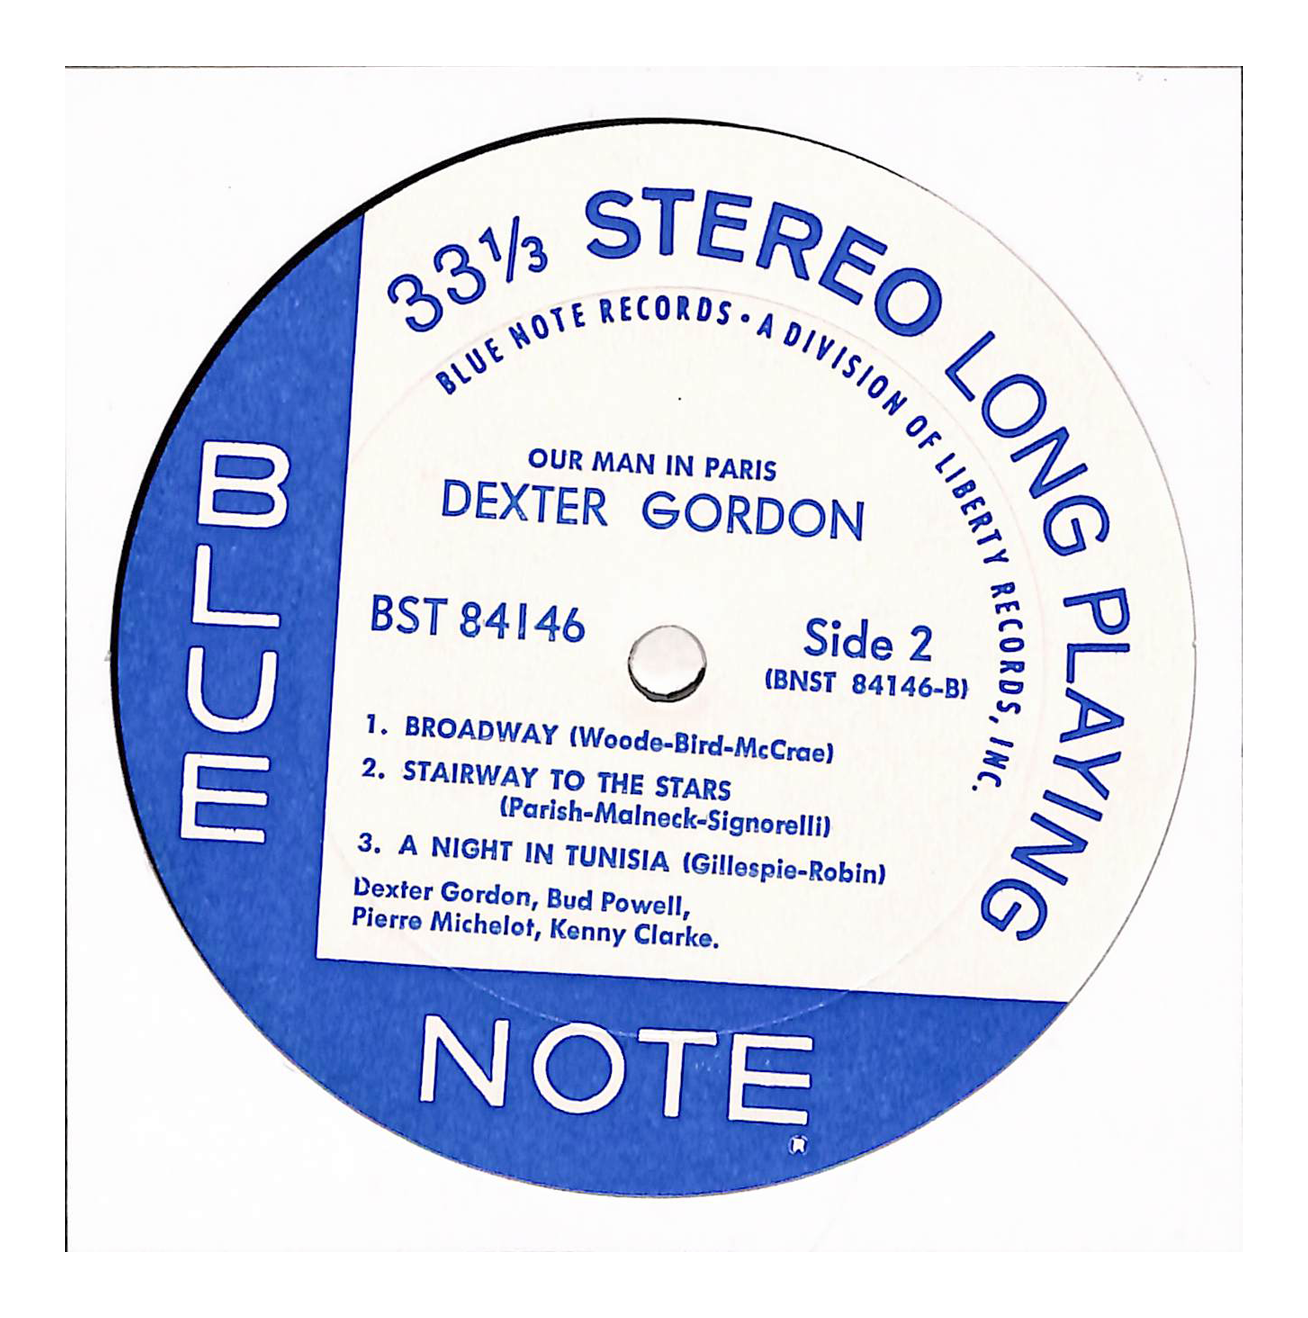 33⅓ STEREO LONG PLAYING
BLUE NOTE RECORDS • A DIVISION OF LIBERTY RECORDS, INC.
OUR MAN IN PARIS
DEXTER GORDON
BST 84146
Side 2
(BNST 84146-B)
1. BROADWAY (Woode-Bird-McCrae)
2. STAIRWAY TO THE STARS
(Parish-Malneck-Signorelli)
3. A NIGHT IN TUNISIA (Gillespie-Robin)
Dexter Gordon, Bud Powell,
Pierre Michelot, Kenny Clarke.
BLUE
NOTE
®